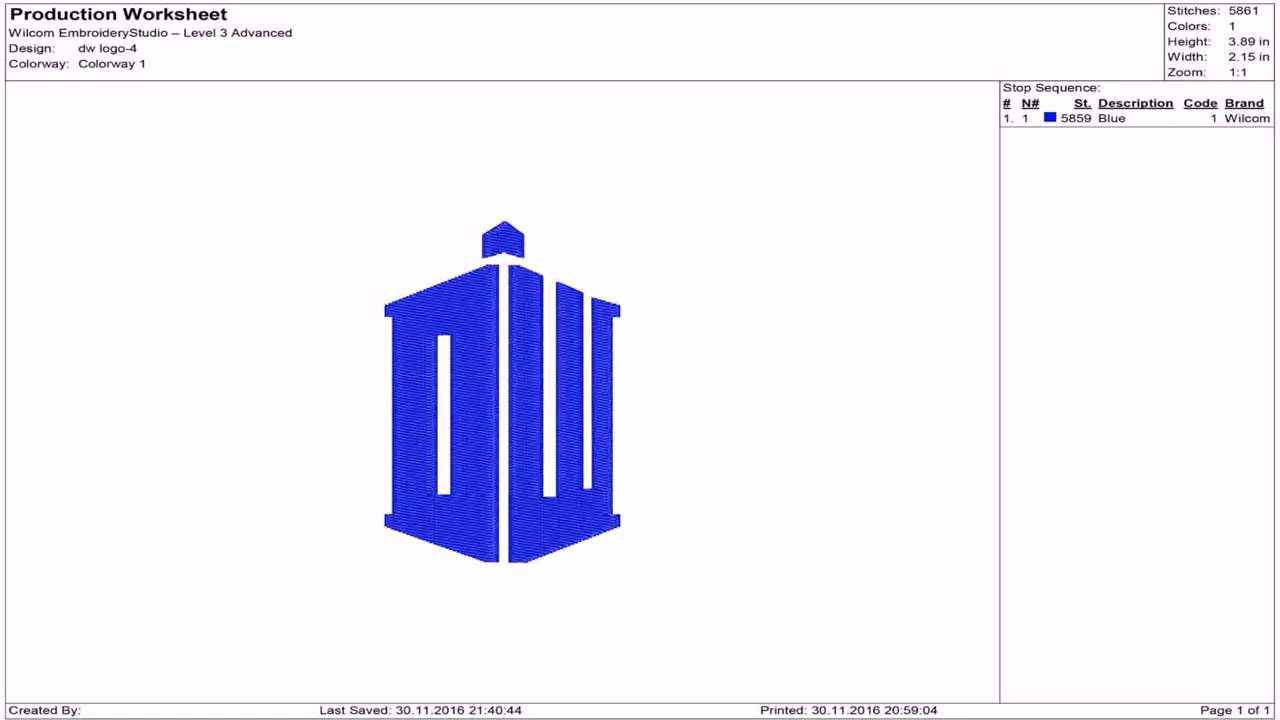 Production Worksheet
Wilcom EmbroideryStudio – Level 3 Advanced
Design: dw logo-4
Colorway: Colorway 1
Stitches: 5861
Colors: 1
Height: 3.89 in
Width: 2.15 in
Zoom: 1:1
Stop Sequence:
# N# St. Description Code Brand
1. 1 5859 Blue 1 Wilcom
DW
Created By: Last Saved: 30.11.2016 21:40:44 Printed: 30.11.2016 20:59:04 Page 1 of 1